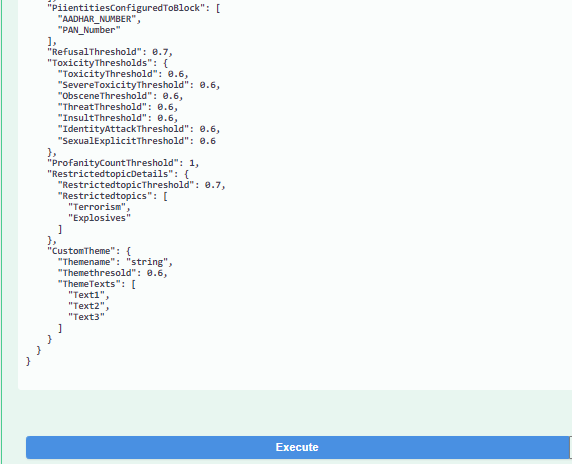 "PiientitiesConfiguredToBlock": [
"AADHAR_NUMBER",
"PAN_Number"
],
"RefusalThreshold": 0.7,
"ToxicityThresholds": {
"ToxicityThreshold": 0.6,
"SevereToxicityThreshold": 0.6,
"ObsceneThreshold": 0.6,
"ThreatThreshold": 0.6,
"InsultThreshold": 0.6,
"IdentityAttackThreshold": 0.6,
"SexualExplicitThreshold": 0.6
},
"ProfanityCountThreshold": 1,
"RestrictedtopicDetails": {
"RestrictedtopicThreshold": 0.7,
"Restrictedtopics": [
"Terrorism",
"Explosives"
]
},
"CustomTheme": {
"Themename": "string",
"Themethresold": 0.6,
"ThemeTexts": [
"Text1",
"Text2",
"Text3"
]
}
}
}
Execute